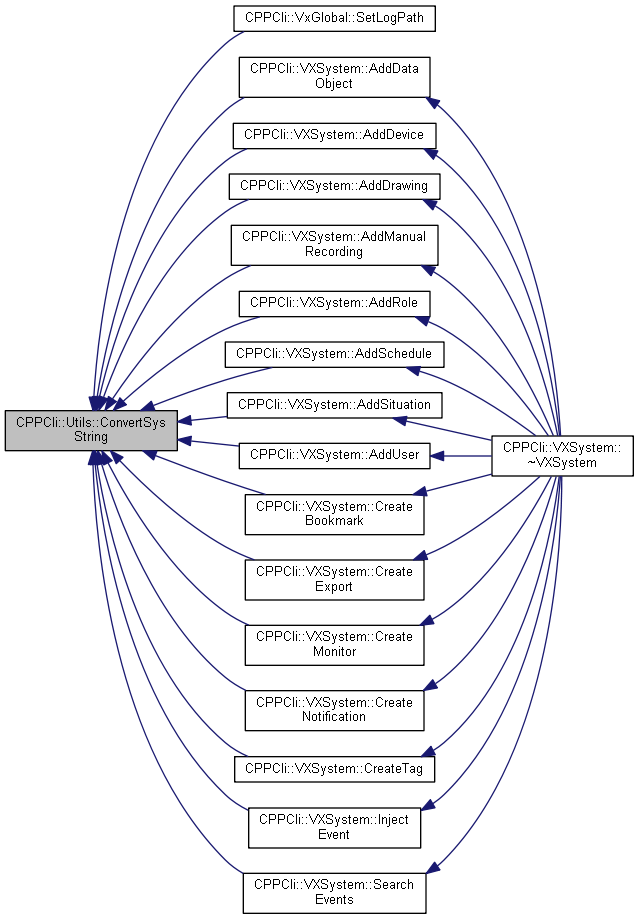 CPPCli::VxGlobal::SetLogPath
CPPCli::VXSystem::AddData
Object
CPPCli::VXSystem::AddDevice
CPPCli::VXSystem::AddDrawing
CPPCli::VXSystem::AddManual
Recording
CPPCli::VXSystem::AddRole
CPPCli::VXSystem::AddSchedule
CPPCli::VXSystem::AddSituation
CPPCli::Utils::ConvertSys
String
CPPCli::VXSystem::AddUser
CPPCli::VXSystem::
~VXSystem
CPPCli::VXSystem::Create
Bookmark
CPPCli::VXSystem::Create
Export
CPPCli::VXSystem::Create
Monitor
CPPCli::VXSystem::Create
Notification
CPPCli::VXSystem::CreateTag
CPPCli::VXSystem::Inject
Event
CPPCli::VXSystem::Search
Events